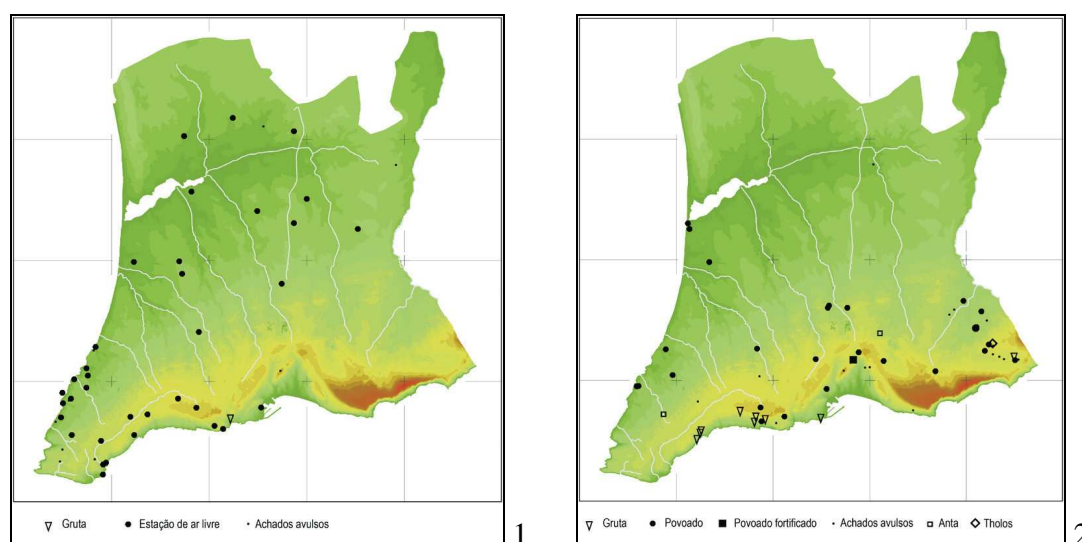 Gruta Estação de ar livre Achados avulsos
1
Gruta Povoado Povoado fortificado Achados avulsos Anta Tholos
2